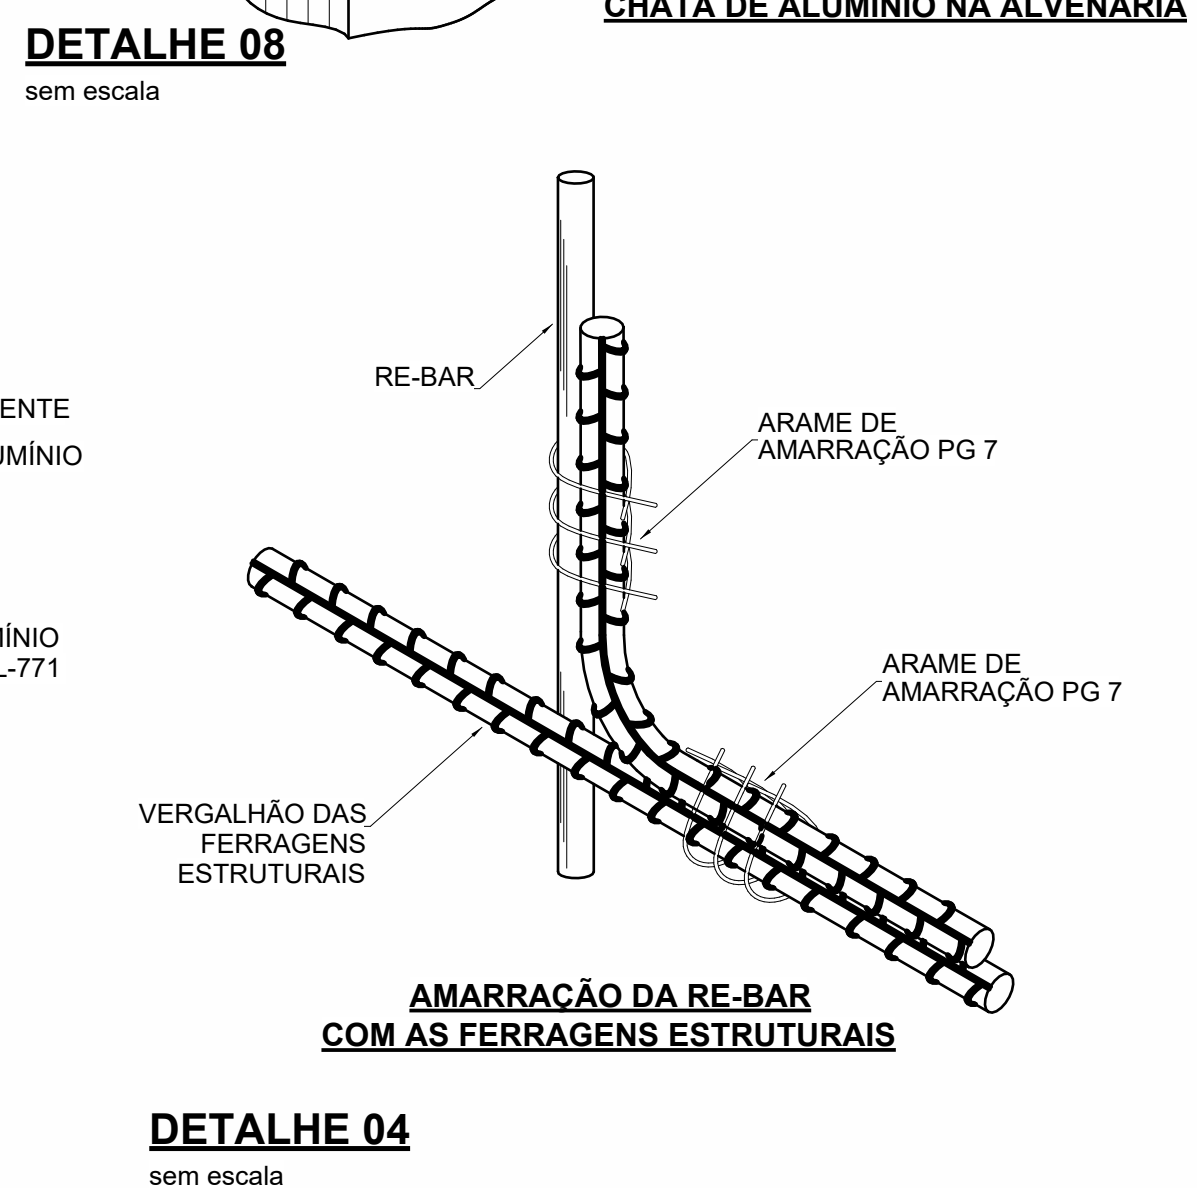 CHATA DE ALUMÍNIO NA ALVENARIA
DETALHE 08
sem escala
RE-BAR
ENTE
UMÍNIO
ARAME DE
AMARRAÇÃO PG 7
MÍNIO
L-771
ARAME DE
AMARRAÇÃO PG 7
VERGALHÃO DAS
FERRAGENS
ESTRUTURAIS
AMARRAÇÃO DA RE-BAR
COM AS FERRAGENS ESTRUTURAIS
DETALHE 04
sem escala